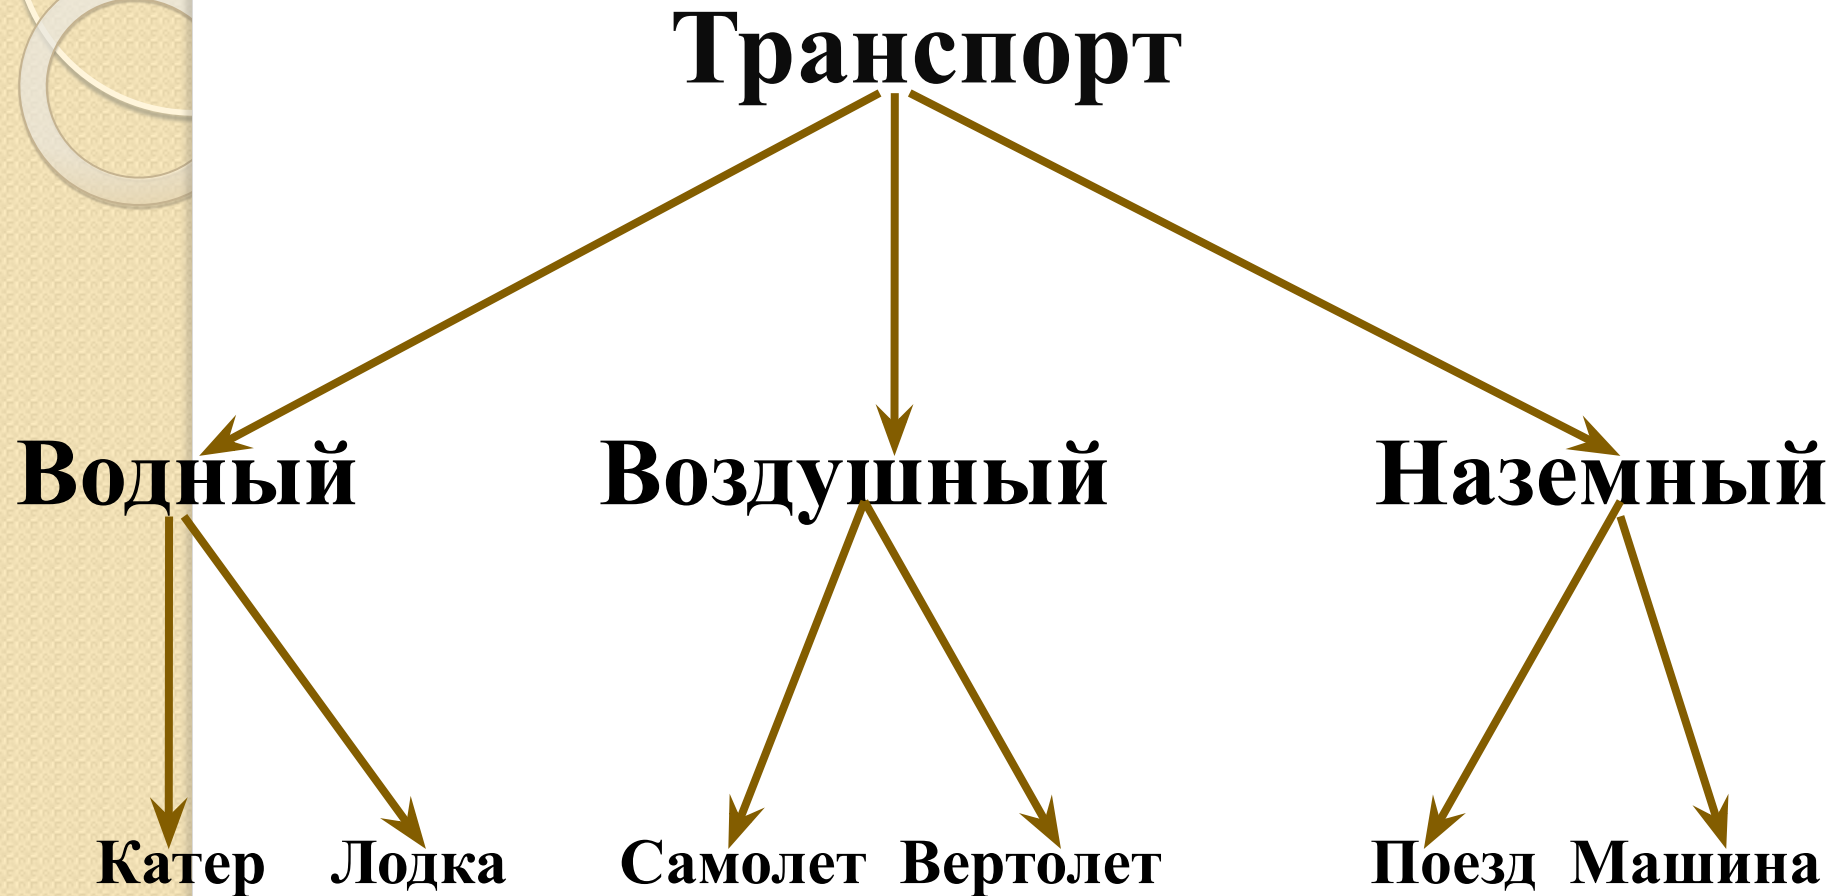 Транспорт
Водный Воздушный Наземный
Катер Лодка Самолет Вертолет Поезд Машина